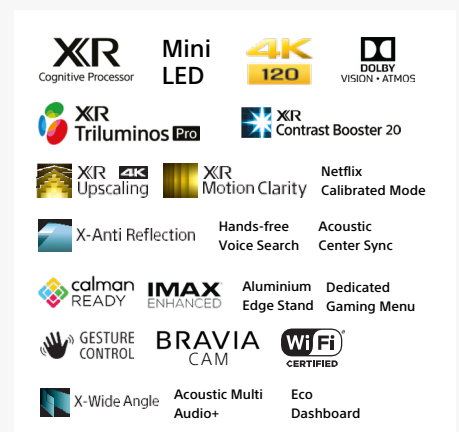 XR
Cognitive Processor
Mini
LED
4K
120
DOLBY
VISION • ATMOS
XR
Triluminos Pro
XR
Contrast Booster 20
XR 4K
Upscaling
XR
Motion Clarity
Netflix
Calibrated Mode
X-Anti Reflection
Hands-free
Voice Search
Acoustic
Center Sync
calman
READY
IMAX
ENHANCED
Aluminium
Edge Stand
Dedicated
Gaming Menu
GESTURE
CONTROL
BRAVIA
CAM
Wi Fi
CERTIFIED
X-Wide Angle
Acoustic Multi
Audio+
Eco
Dashboard